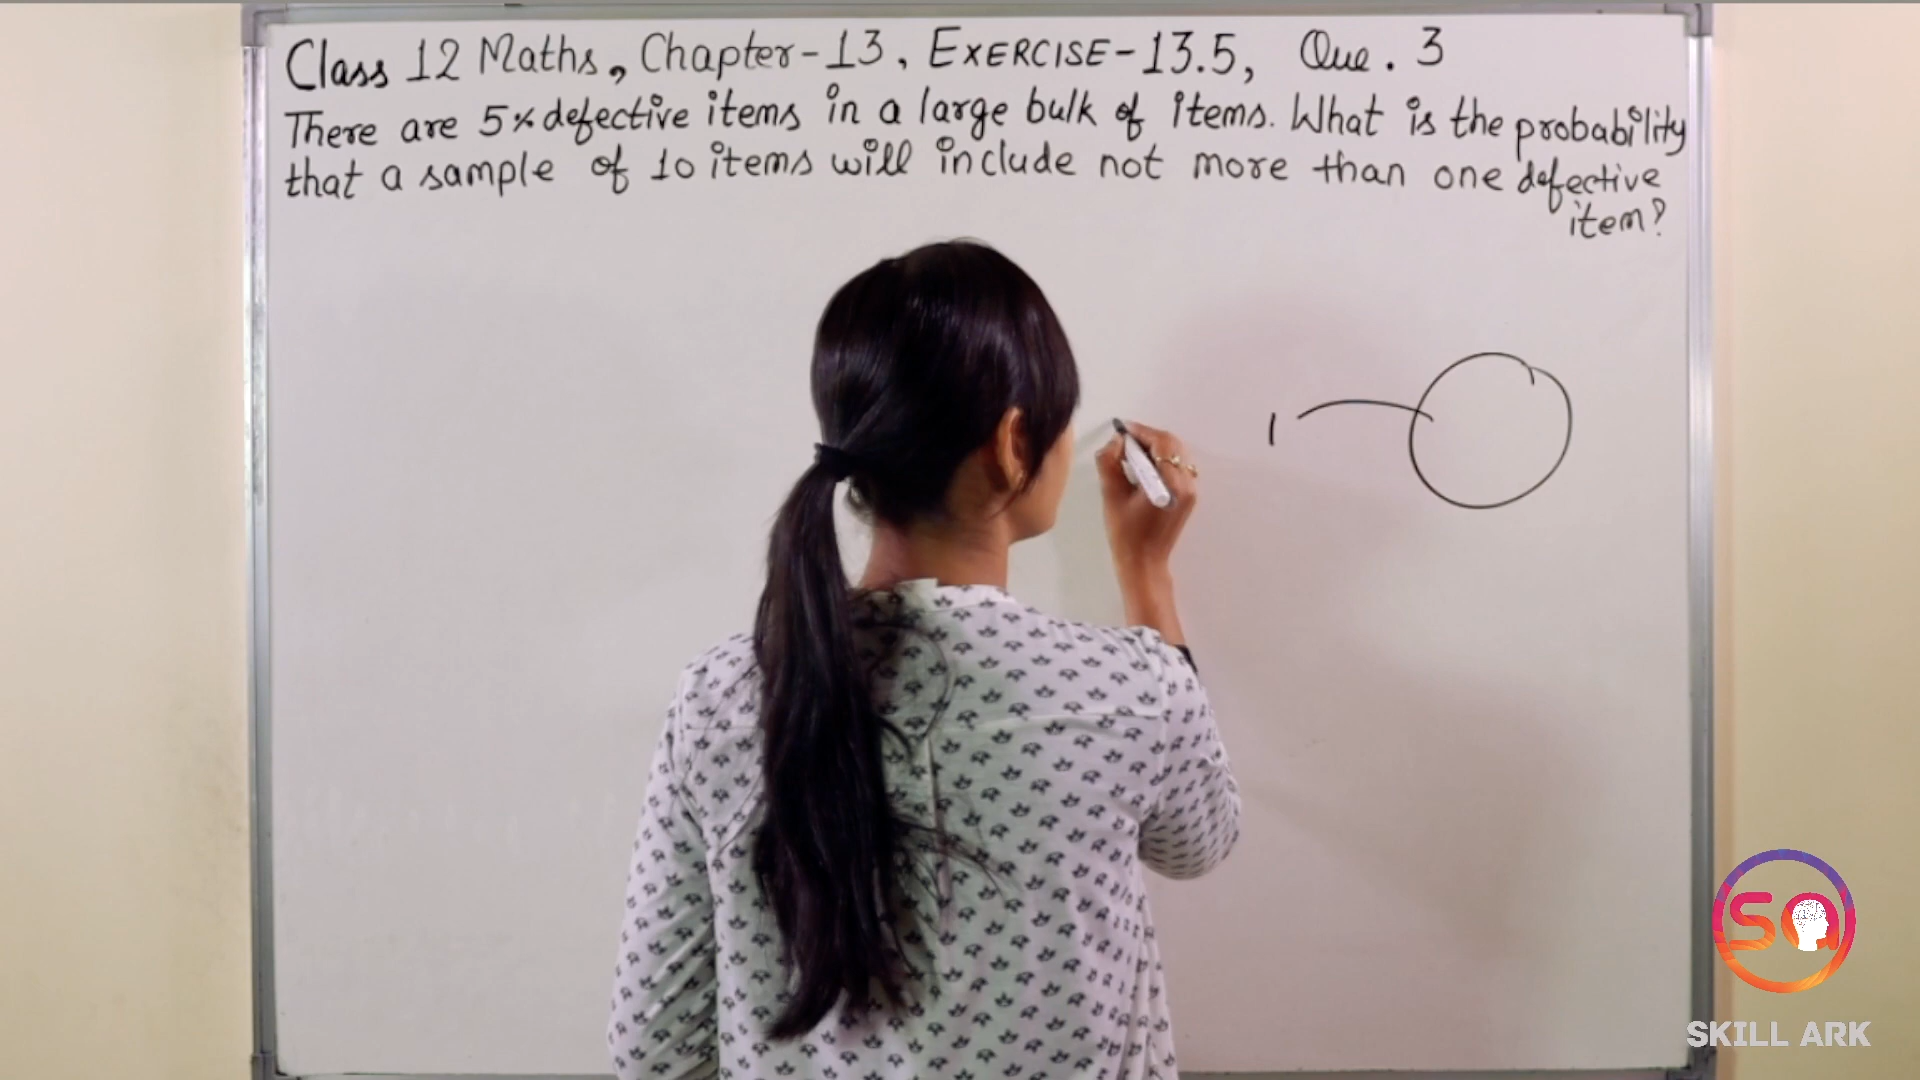 Class 12 Maths, Chapter-13, EXERCISE-13.5, Que. 3
There are 5% defective items in a large bulk of items. What is the probability
that a sample of 10 items will include not more than one defective
item?
1
sa
SKILL ARK